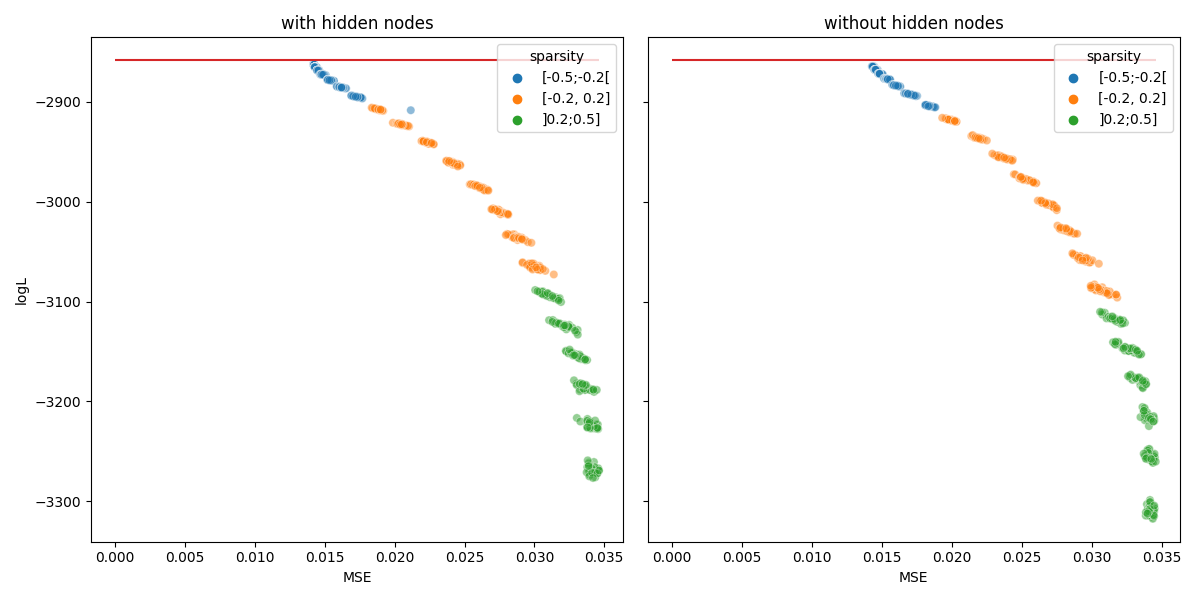 with hidden nodes
without hidden nodes
sparsity
[-0.5;-0.2[
[-0.2, 0.2]
]0.2;0.5]
sparsity
[-0.5;-0.2[
[-0.2, 0.2]
]0.2;0.5]
−2900
−3000
−3100
−3200
−3300
logL
0.000 0.005 0.010 0.015 0.020 0.025 0.030 0.035
0.000 0.005 0.010 0.015 0.020 0.025 0.030 0.035
MSE
MSE